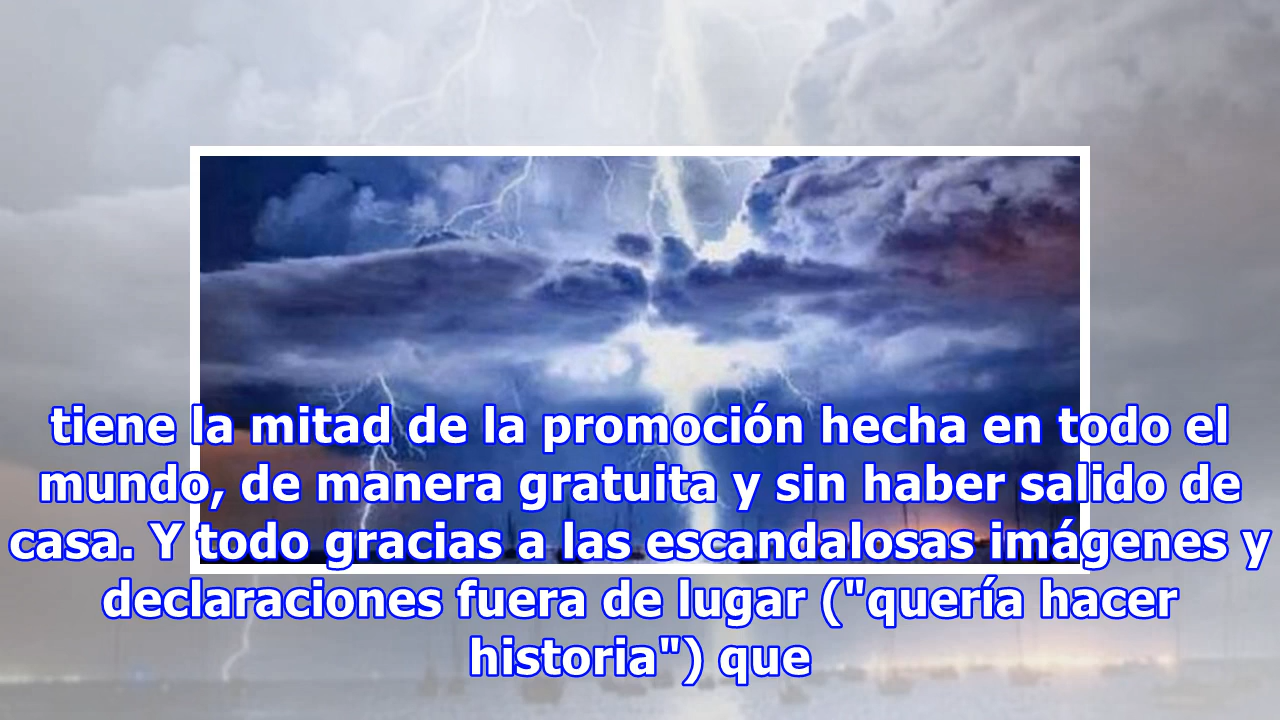 tiene la mitad de la promoción hecha en todo el
mundo, de manera gratuita y sin haber salido de
casa. Y todo gracias a las escandalosas imágenes y
declaraciones fuera de lugar ("quería hacer
historia") que